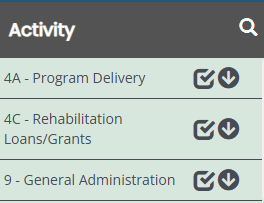 Activity
4A - Program Delivery
4C - Rehabilitation
Loans/Grants
9 - General Administration